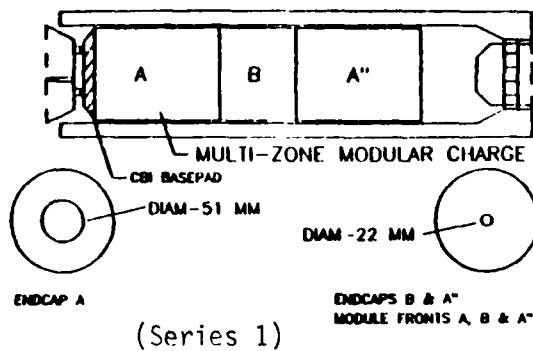 A B A"
MULTI-ZONE MODULAR CHARGE
CBI BASEPAD
DIAM-51 MM
DIAM-22 MM
ENDCAP A
ENDCAPS B & A"
MODULE FRONTS A, B & A"
(Series 1)